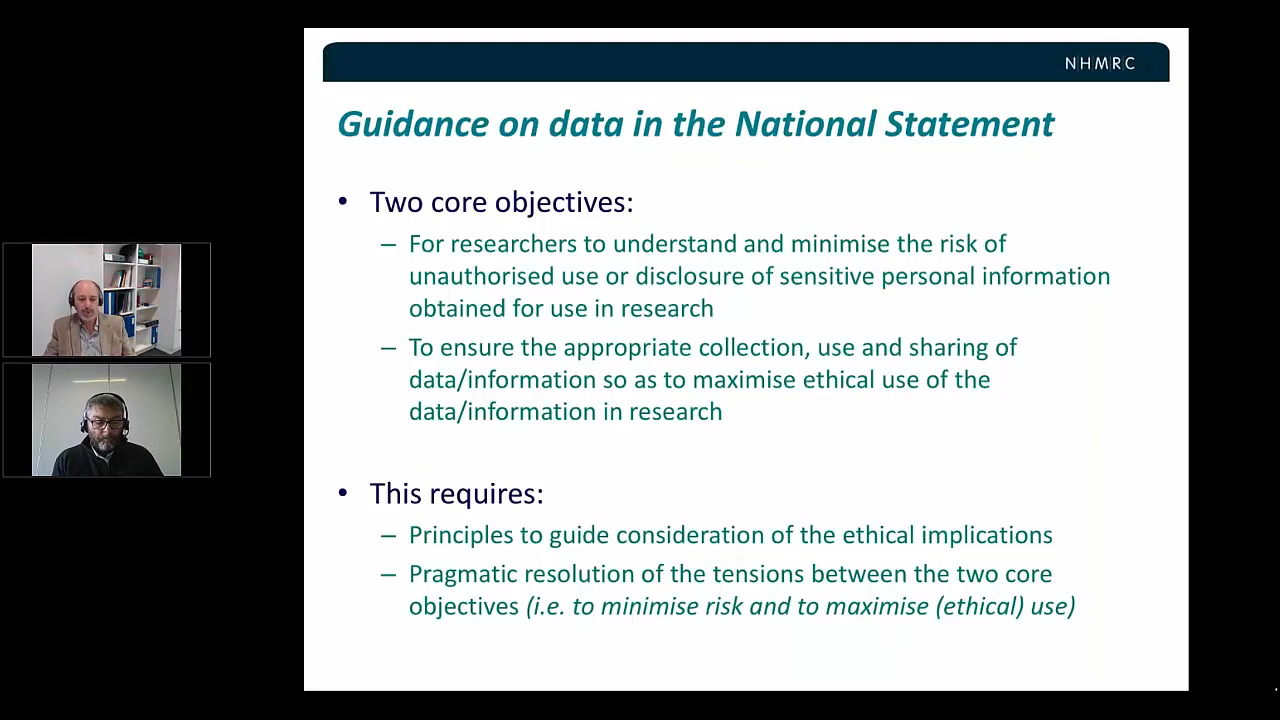 NHMRC
Guidance on data in the National Statement
• Two core objectives:
– For researchers to understand and minimise the risk of
unauthorised use or disclosure of sensitive personal information
obtained for use in research
– To ensure the appropriate collection, use and sharing of
data/information so as to maximise ethical use of the
data/information in research
• This requires:
– Principles to guide consideration of the ethical implications
– Pragmatic resolution of the tensions between the two core
objectives (i.e. to minimise risk and to maximise (ethical) use)